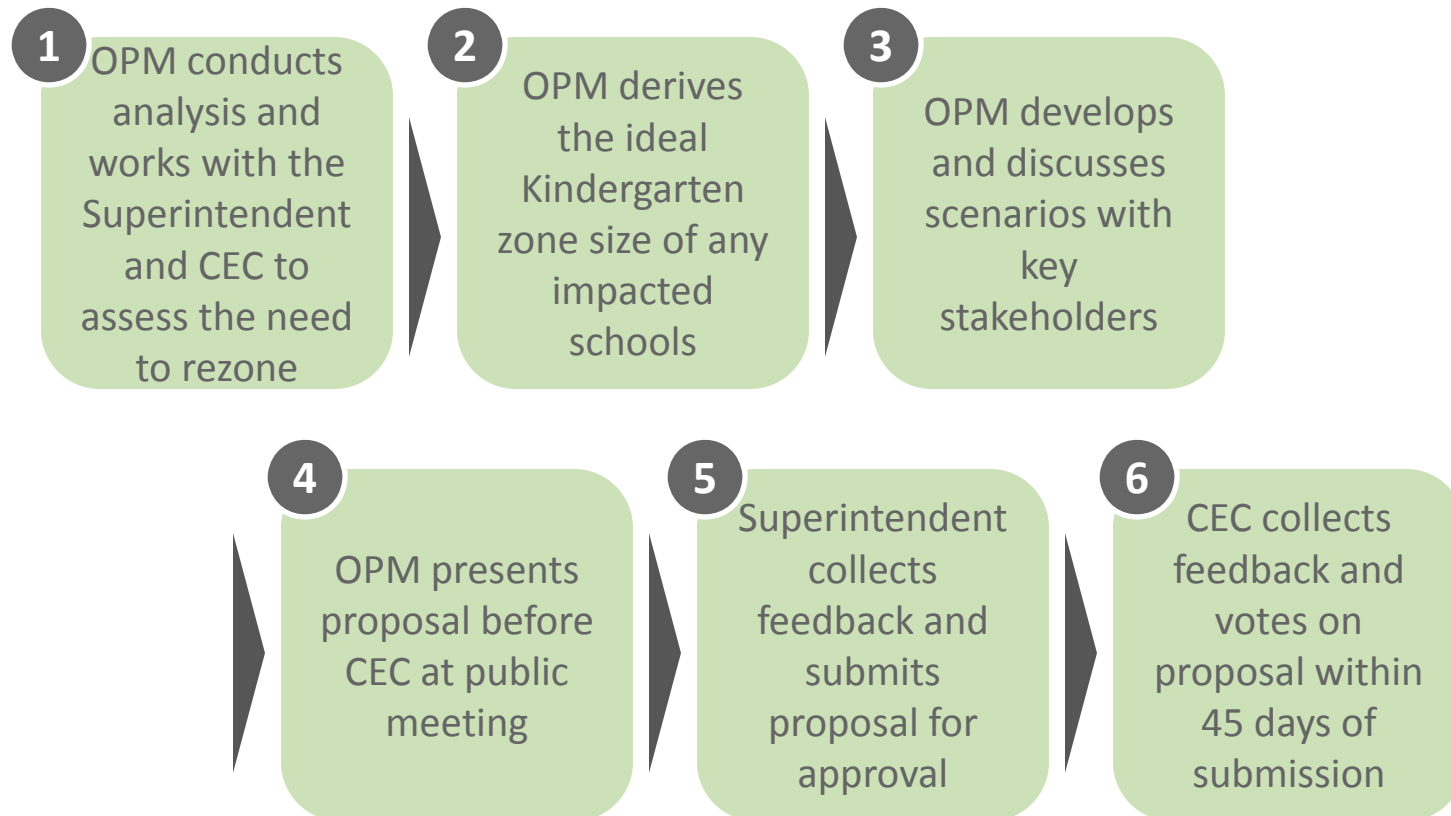 1
OPM conducts
analysis and
works with the
Superintendent
and CEC to
assess the need
to rezone
2
OPM derives
the ideal
Kindergarten
zone size of any
impacted
schools
3
OPM develops
and discusses
scenarios with
key
stakeholders
4
OPM presents
proposal before
CEC at public
meeting
5
Superintendent
collects
feedback and
submits
proposal for
approval
6
CEC collects
feedback and
votes on
proposal within
45 days of
submission